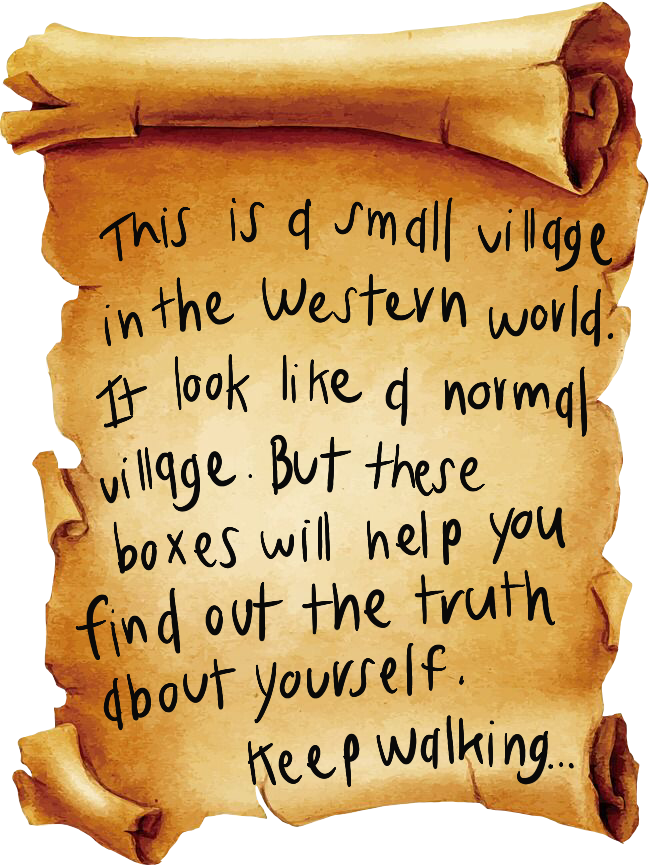 This is a small village
in the Western world.
It look like a normal
village. But these
boxes will help you
find out the truth
about yourself.
Keep walking...